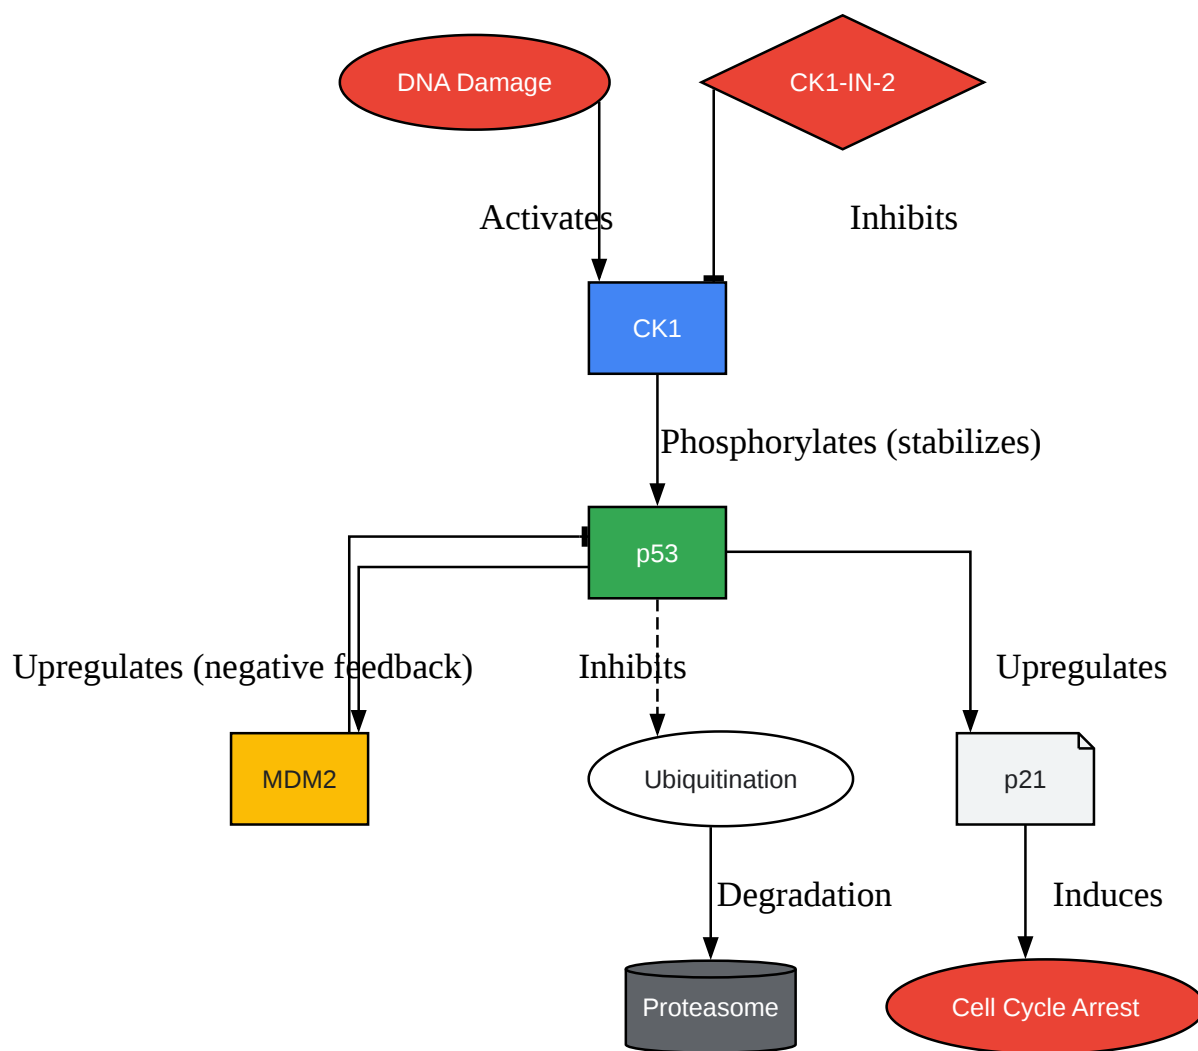 DNA Damage
CK1-IN-2
Activates
Inhibits
CK1
Phosphorylates (stabilizes)
p53
Upregulates (negative feedback)
Inhibits
Upregulates
MDM2
Ubiquitination
p21
Degradation
Induces
Proteasome
Cell Cycle Arrest